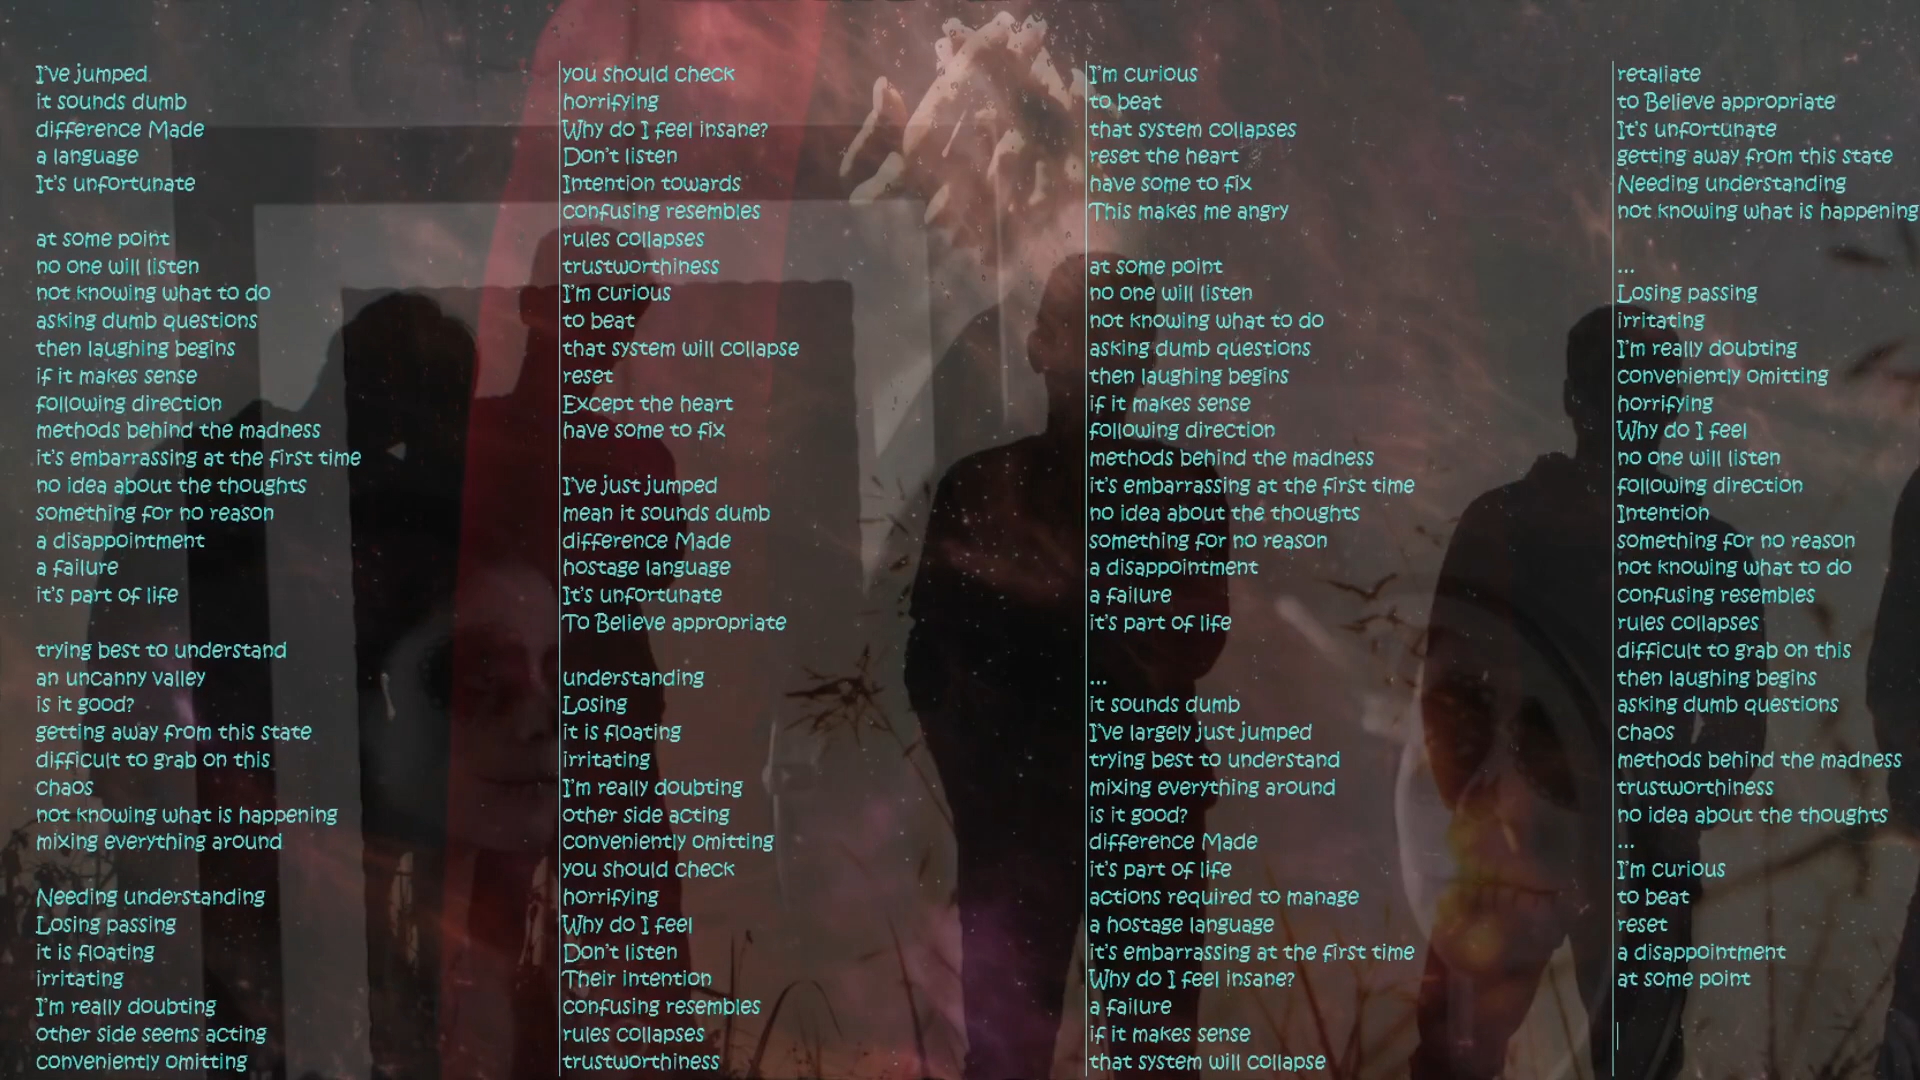 I've jumped
it sounds dumb
difference Made
a language
It's unfortunate

at some point
no one will listen
not knowing what to do
asking dumb questions
then laughing begins
if it makes sense
following direction
methods behind the madness
it's embarrassing at the first time
no idea about the thoughts
something for no reason
a disappointment
a failure
it's part of life

trying best to understand
an uncanny valley
is it good?
getting away from this state
difficult to grab on this
chaos
not knowing what is happening
mixing everything around

Needing understanding
Losing passing
it is floating
irritating
I'm really doubting
other side seems acting
conveniently omitting
you should check
horrifying
Why do I feel insane?
Don't listen
Intention towards
confusing resembles
rules collapses
trustworthiness
I'm curious
to beat
that system will collapse
reset
Except the heart
have some to fix

I've just jumped
mean it sounds dumb
difference Made
hostage language
It's unfortunate
To Believe appropriate

understanding
Losing
it is floating
irritating
I'm really doubting
other side acting
conveniently omitting
you should check
horrifying
Why do I feel
Don't listen
Their intention
confusing resembles
rules collapses
trustworthiness
I'm curious
to beat
that system collapses
reset the heart
have some to fix
This makes me angry

at some point
no one will listen
not knowing what to do
asking dumb questions
then laughing begins
if it makes sense
following direction
methods behind the madness
it's embarrassing at the first time
no idea about the thoughts
something for no reason
a disappointment
a failure
it's part of life

...
it sounds dumb
I've largely just jumped
trying best to understand
mixing everything around
is it good?
difference Made
it's part of life
actions required to manage
a hostage language
it's embarrassing at the first time
Why do I feel insane?
a failure
if it makes sense
that system will collapse
retaliate
to Believe appropriate
It's unfortunate
getting away from this state
Needing understanding
not knowing what is happening

...
Losing passing
irritating
I'm really doubting
conveniently omitting
horrifying
Why do I feel
no one will listen
following direction
Intention
something for no reason
not knowing what to do
confusing resembles
rules collapses
difficult to grab on this
then laughing begins
asking dumb questions
chaos
methods behind the madness
trustworthiness
no idea about the thoughts
...
I'm curious
to beat
reset
a disappointment
at some point